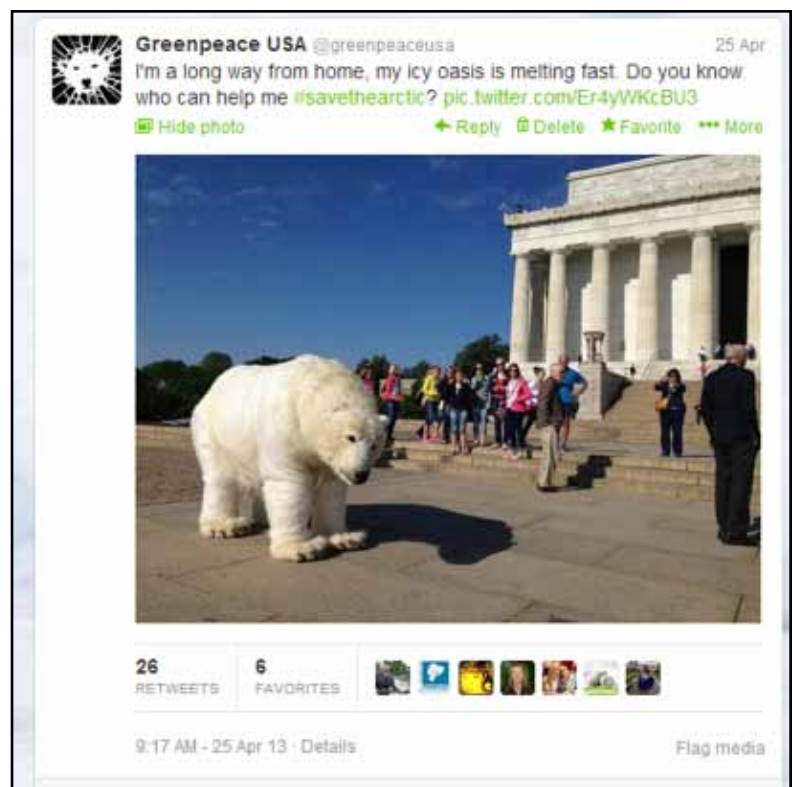 Greenpeace USA @greenpeaceusa 25 Apr
I'm a long way from home, my icy oasis is melting fast. Do you know
who can help me #savethearctic? pic.twitter.com/Er4yWKcBU3
Hide photo Reply Delete Favorite More
26 6
RETWEETS FAVORITES
9:17 AM - 25 Apr 13 · Details Flag media